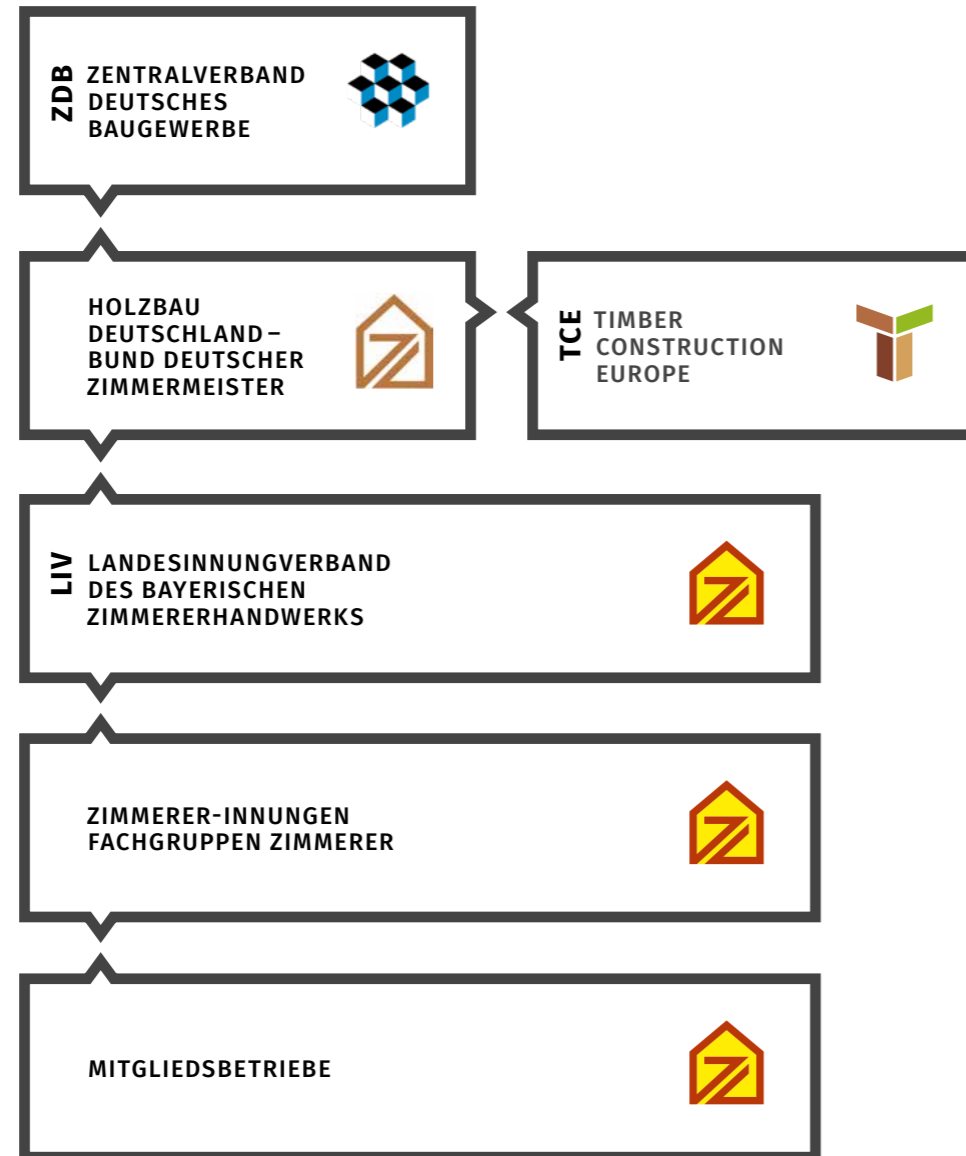 ZDB
ZENTRALVERBAND
DEUTSCHES
BAUGEWERBE
HOLZBAU
DEUTSCHLAND –
BUND DEUTSCHER
ZIMMERMEISTER
TCE
TIMBER
CONSTRUCTION
EUROPE
LIV
LANDESINNUNGVERBAND
DES BAYERISCHEN
ZIMMERERHANDWERKS
ZIMMERER-INNUNGEN
FACHGRUPPEN ZIMMERER
MITGLIEDSBETRIEBE